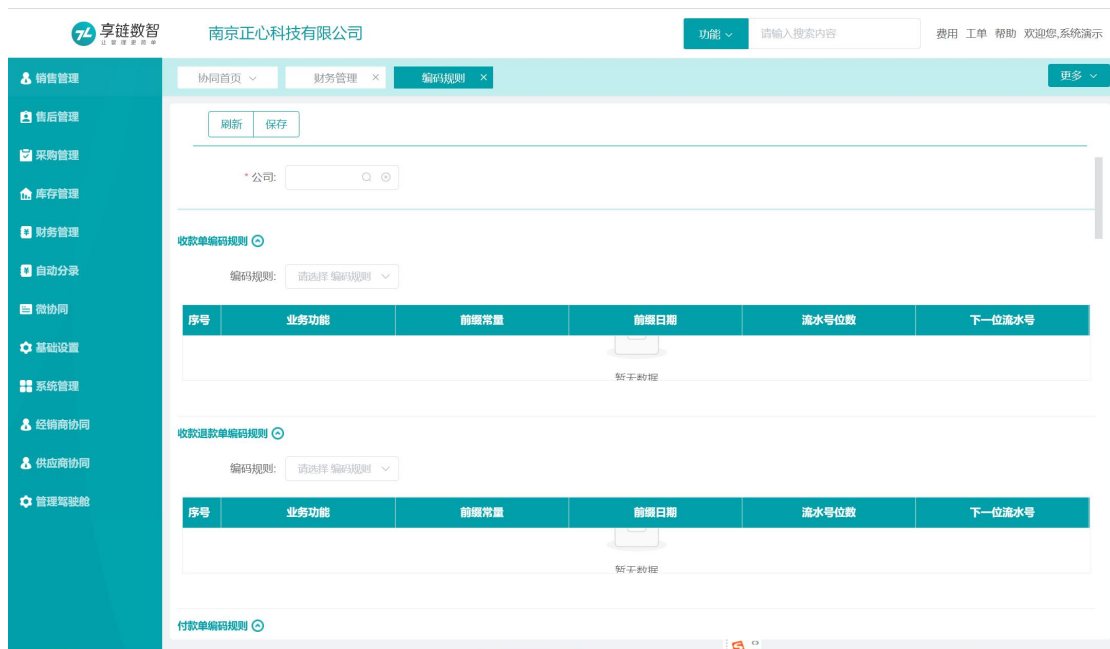 享链数智
让管理更简单
南京正心科技有限公司
功能
请输入搜索内容
费用 工单 帮助 欢迎您,系统演示
销售管理
售后管理
采购管理
库存管理
财务管理
自动分录
微协同
基础设置
系统管理
经销商协同
供应商协同
管理驾驶舱
协同首页 财务管理 × 编码规则 × 更多
刷新 保存
* 公司:
收款单编码规则
编码规则: 请选择 编码规则
序号 业务功能 前缀常量 前缀日期 流水号位数 下一位流水号
暂无数据
收款退款单编码规则
编码规则: 请选择 编码规则
序号 业务功能 前缀常量 前缀日期 流水号位数 下一位流水号
暂无数据
付款单编码规则